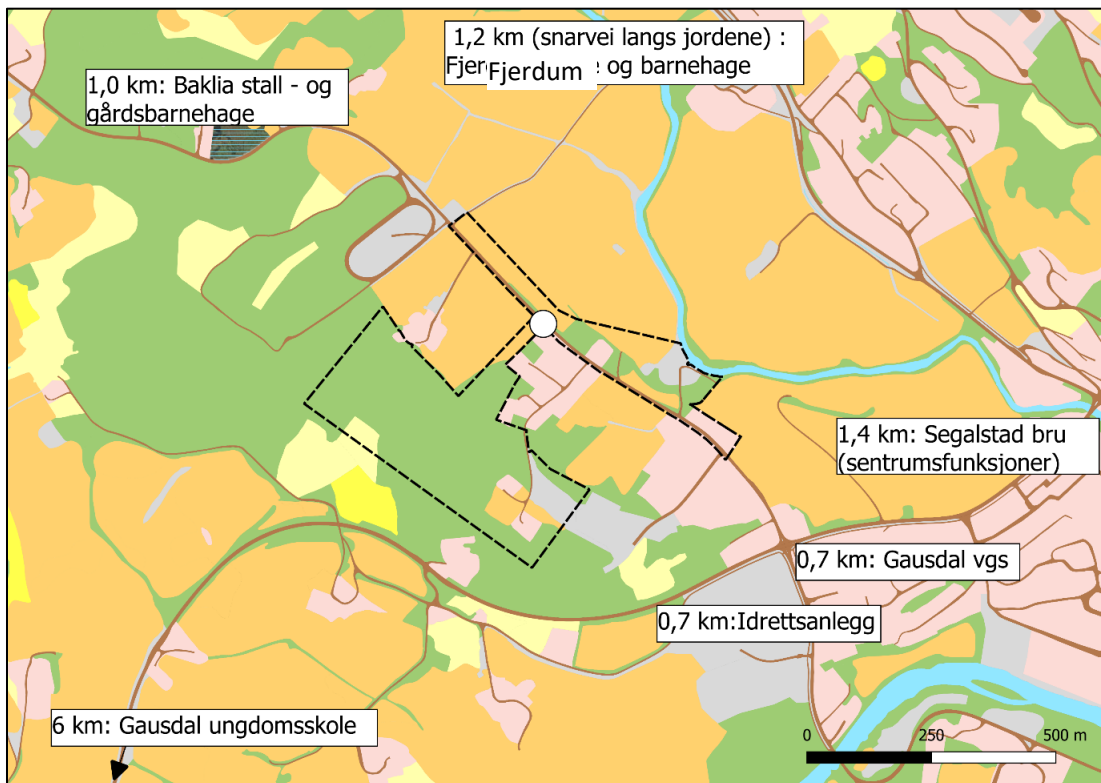 1,2 km (snarvei langs jordene) :
Fjerdum e og barnehage
1,0 km: Baklia stall - og
gårdsbarnehage
1,4 km: Segalstad bru
(sentrumsfunksjoner)
0,7 km: Gausdal vgs
0,7 km:Idrettsanlegg
6 km: Gausdal ungdomsskole
0 250 500 m